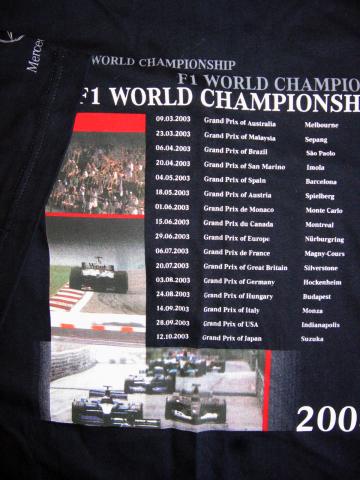 Merced
WORLD CHAMPIONSHIP
F1 WORLD CHAMPIO
F1 WORLD CHAMPIONSH
09.03.2003 Grand Prix of Australia Melbourne
23.03.2003 Grand Prix of Malaysia Sepang
06.04.2003 Grand Prix of Brazil São Paolo
20.04.2003 Grand Prix of San Marino Imola
04.05.2003 Grand Prix of Spain Barcelona
18.05.2003 Grand Prix of Austria Spielberg
01.06.2003 Grand Prix de Monaco Monte Carlo
15.06.2003 Grand Prix du Canada Montreal
29.06.2003 Grand Prix of Europe Nürburgring
06.07.2003 Grand Prix de France Magny-Cours
20.07.2003 Grand Prix of Great Britain Silverstone
03.08.2003 Grand Prix of Germany Hockenheim
24.08.2003 Grand Prix of Hungary Budapest
14.09.2003 Grand Prix of Italy Monza
28.09.2003 Grand Prix of USA Indianapolis
12.10.2003 Grand Prix of Japan Suzuka
200